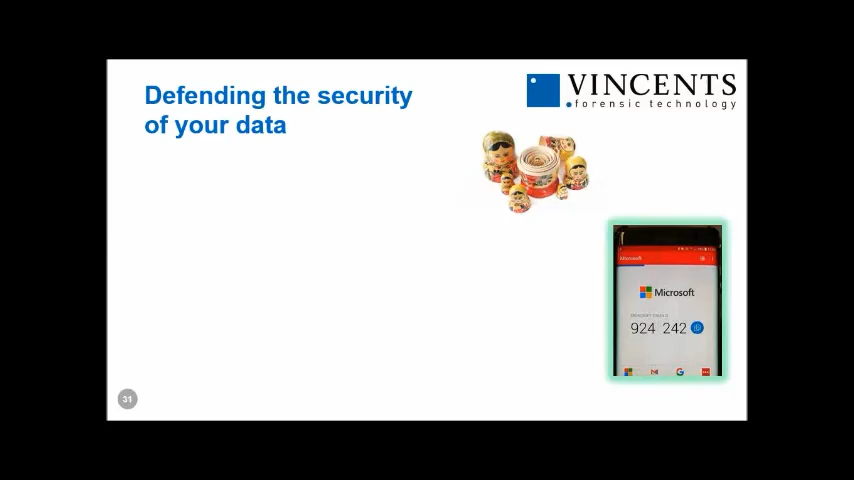 Defending the security
of your data
VINCENTS
forensic technology
Microsoft
Microsoft
924 242
31